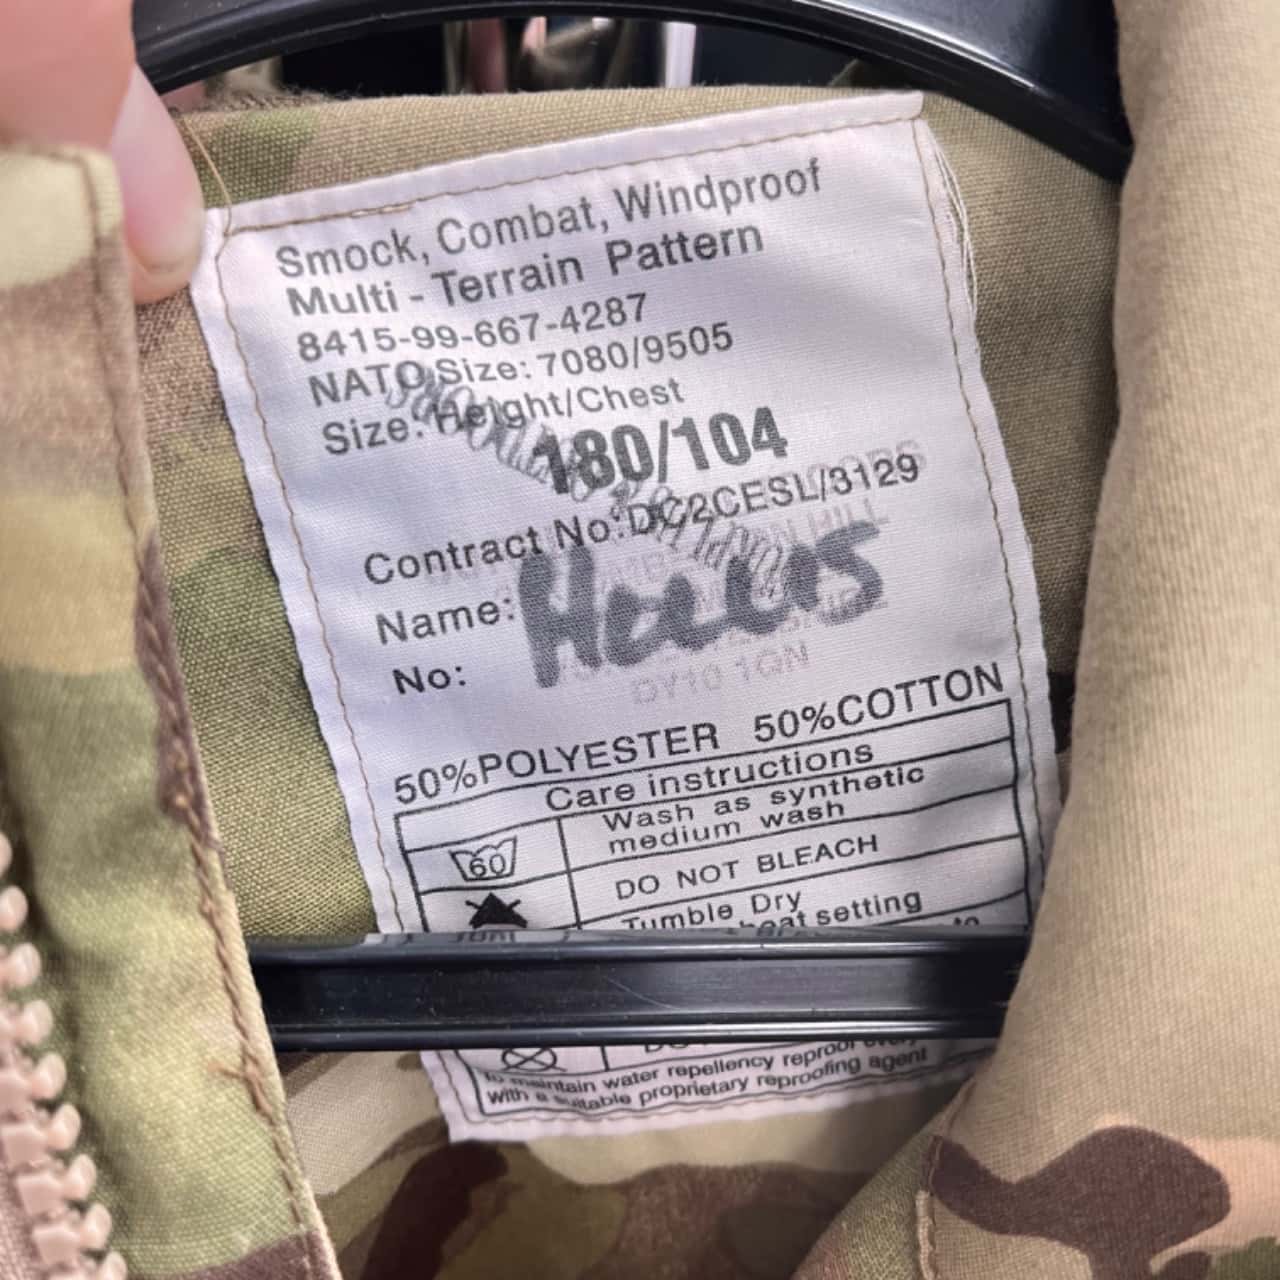 Smock, Combat, Windproof
Multi - Terrain Pattern
8415-99-667-4287
NATO Size: 7080/9505
Size: Height/Chest
180/104
Contract No: DC2CESL/3129
Name:
No:
DY10 1QN
50%POLYESTER 50%COTTON
Care instructions
60
Wash as synthetic
medium wash
DO NOT BLEACH
Tumble Dry
heat setting
to
To maintain water repellency reproof every
with a suitable proprietary reproofing agent